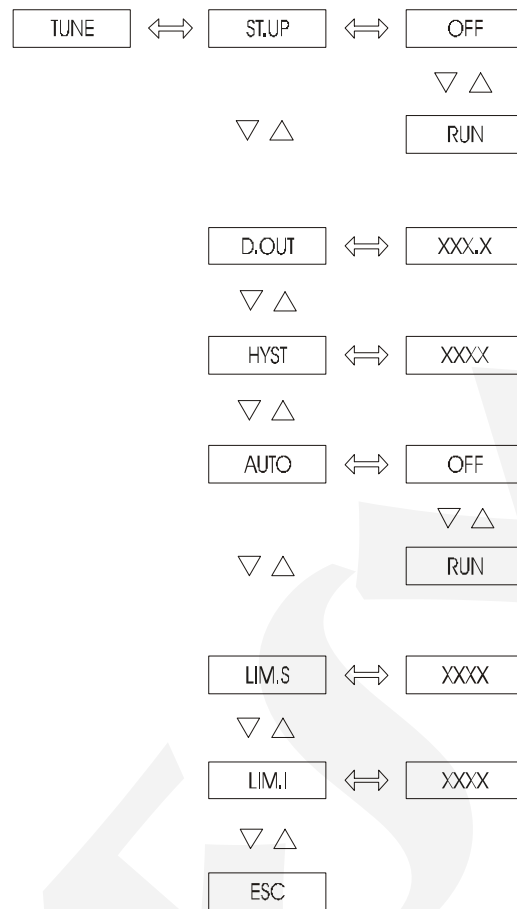 TUNE ST.UP OFF
RUN
D.OUT XXX.X
HYST XXXX
AUTO OFF
RUN
LIM.S XXXX
LIM.I XXXX
ESC